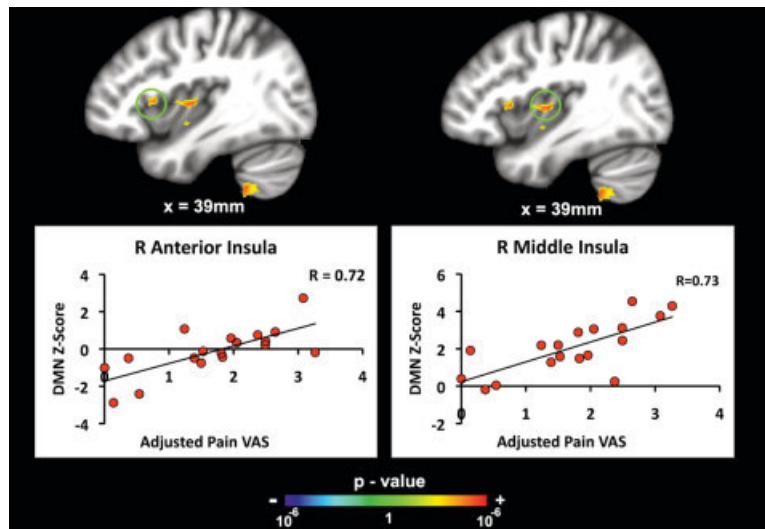 x = 39mm
x = 39mm
R Anterior Insula
R = 0.72
4
2
0
-2
-4
DMN Z-Score
0
1
2
3
4
Adjusted Pain VAS
R Middle Insula
R=0.73
6
4
2
0
-2
DMN Z-Score
0
1
2
3
4
Adjusted Pain VAS
p - value
- +
10-6 1 10-6